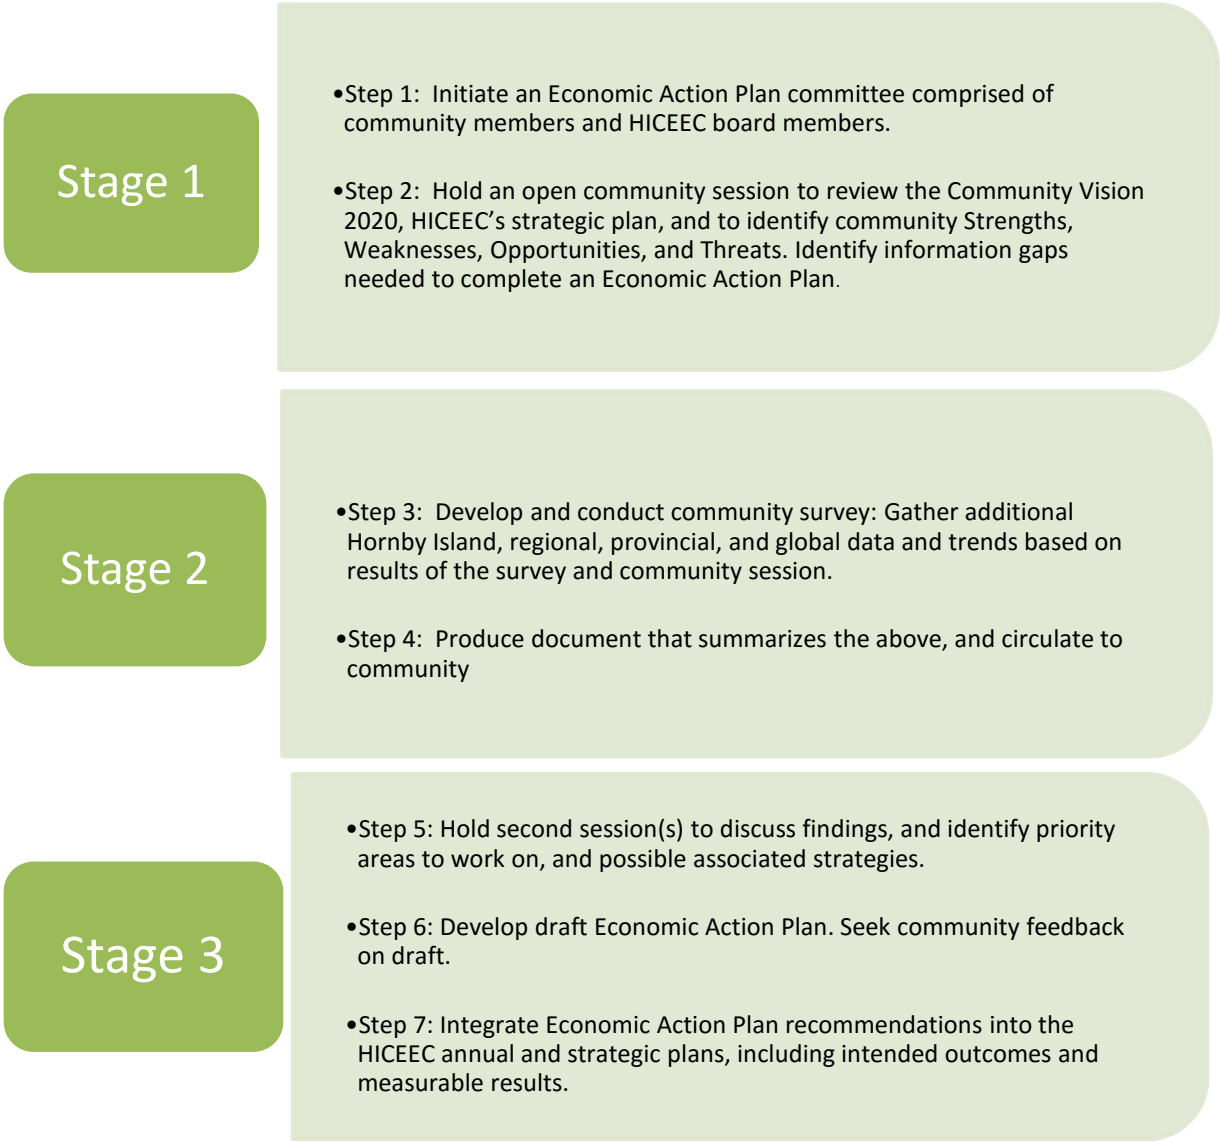 Stage 1
•Step 1:  Initiate an Economic Action Plan committee comprised of
community members and HICEEC board members.
•Step 2:  Hold an open community session to review the Community Vision
2020, HICEEC’s strategic plan, and to identify community Strengths,
Weaknesses, Opportunities, and Threats. Identify information gaps
needed to complete an Economic Action Plan.
Stage 2
•Step 3:  Develop and conduct community survey: Gather additional
Hornby Island, regional, provincial, and global data and trends based on
results of the survey and community session.
•Step 4:  Produce document that summarizes the above, and circulate to
community
Stage 3
•Step 5: Hold second session(s) to discuss findings, and identify priority
areas to work on, and possible associated strategies.
•Step 6: Develop draft Economic Action Plan. Seek community feedback
on draft.
•Step 7: Integrate Economic Action Plan recommendations into the
HICEEC annual and strategic plans, including intended outcomes and
measurable results.